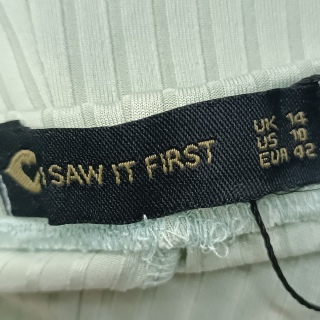 I SAW IT FIRST
UK 14
US 10
EUR 42